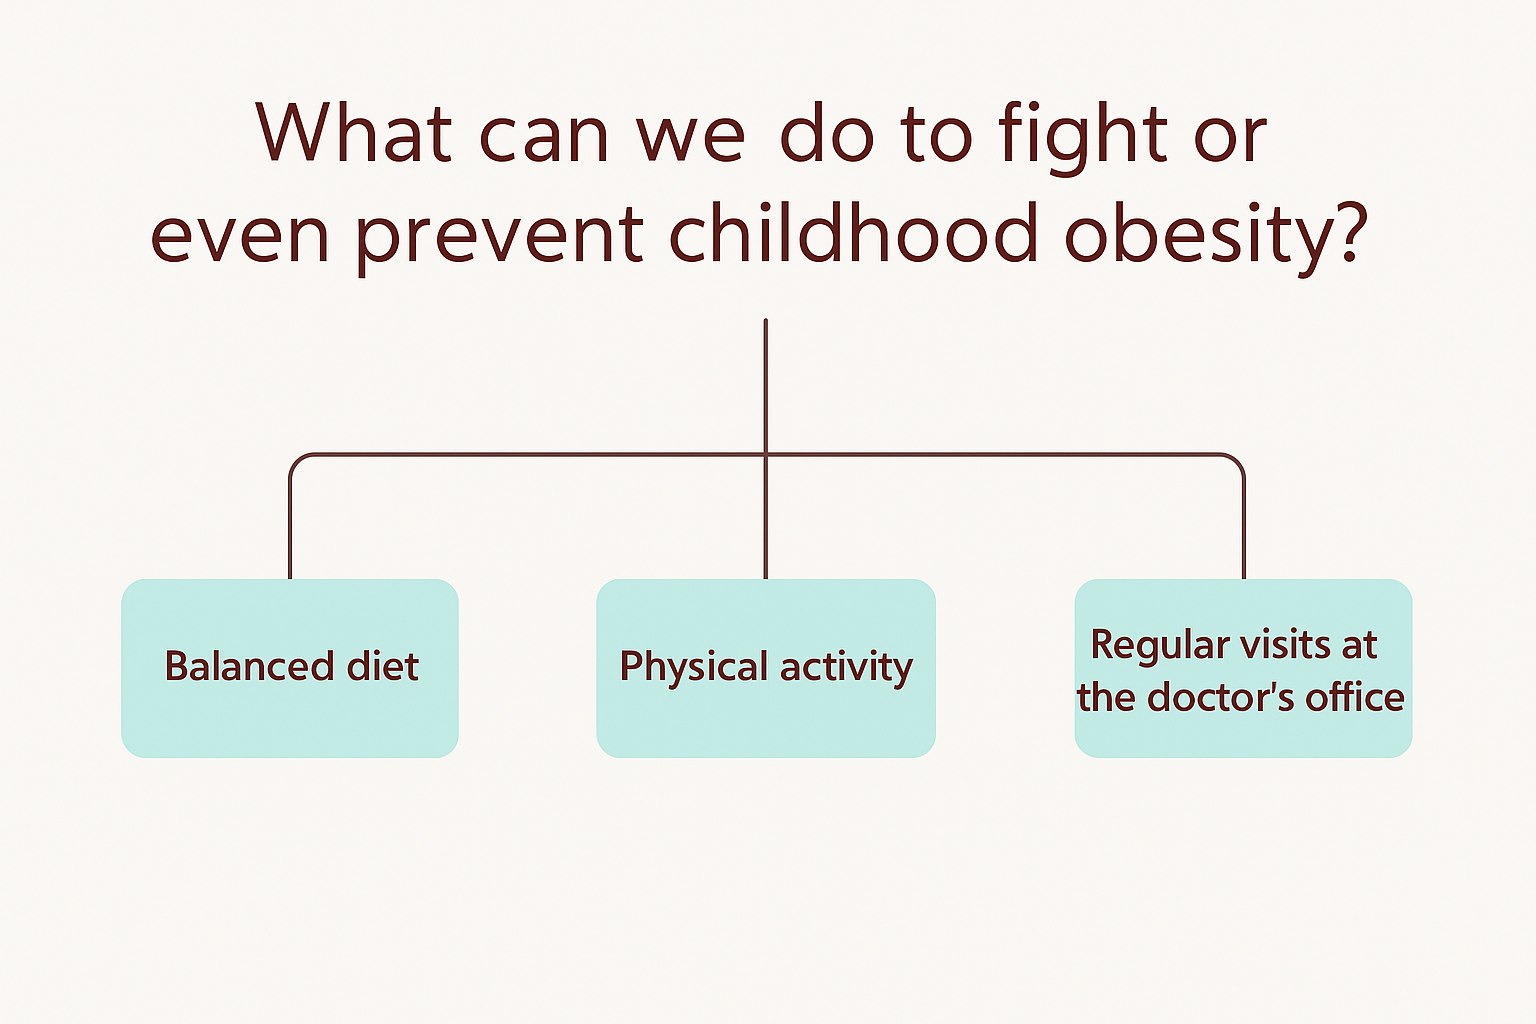 What can we do to fight or
even prevent childhood obesity?
Balanced diet
Physical activity
Regular visits at
the doctor's office